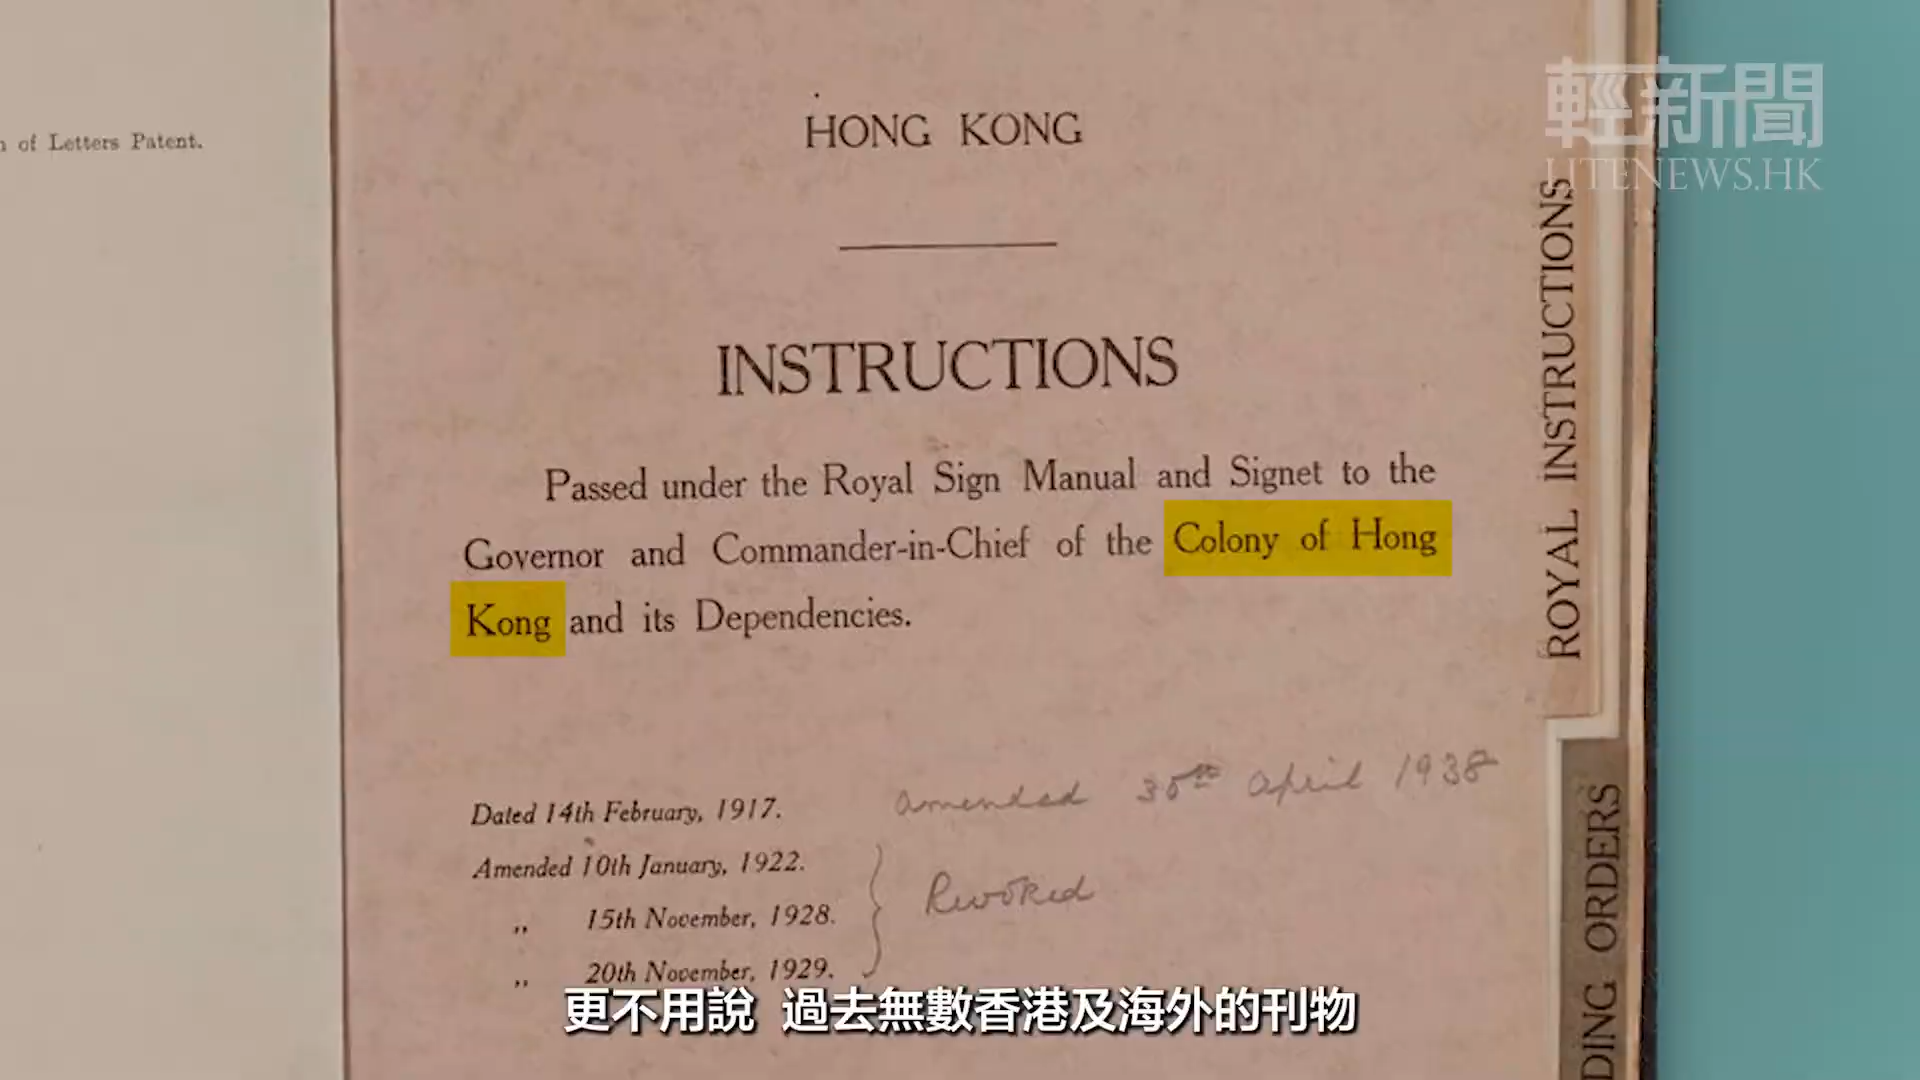 輕新聞
LITENEWS.HK
n of Letters Patent.
HONG KONG
INSTRUCTIONS
Passed under the Royal Sign Manual and Signet to the
Governor and Commander-in-Chief of the Colony of Hong
Kong and its Dependencies.
Dated 14th February, 1917.
amended 30th april 1938
Amended 10th January, 1922.
,, 15th November, 1928.
,, 20th November, 1929.
Revoked
ROYAL INSTRUCTIONS
DING ORDERS
更不用說 過去無數香港及海外的刊物